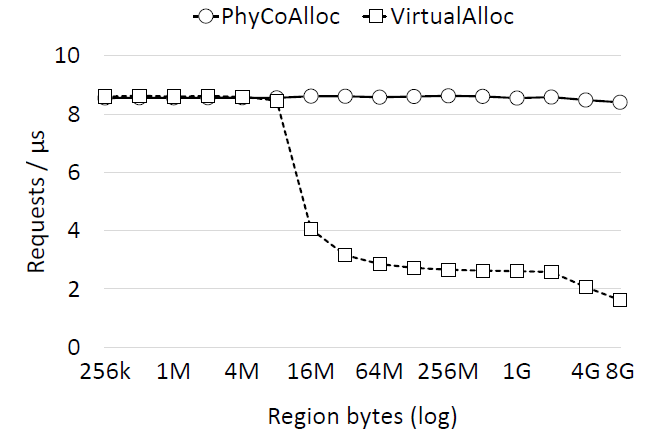 PhyCoAlloc VirtualAlloc
10
8
6
4
2
0
Requests / µs
256k 1M 4M 16M 64M 256M 1G 4G 8G
Region bytes (log)